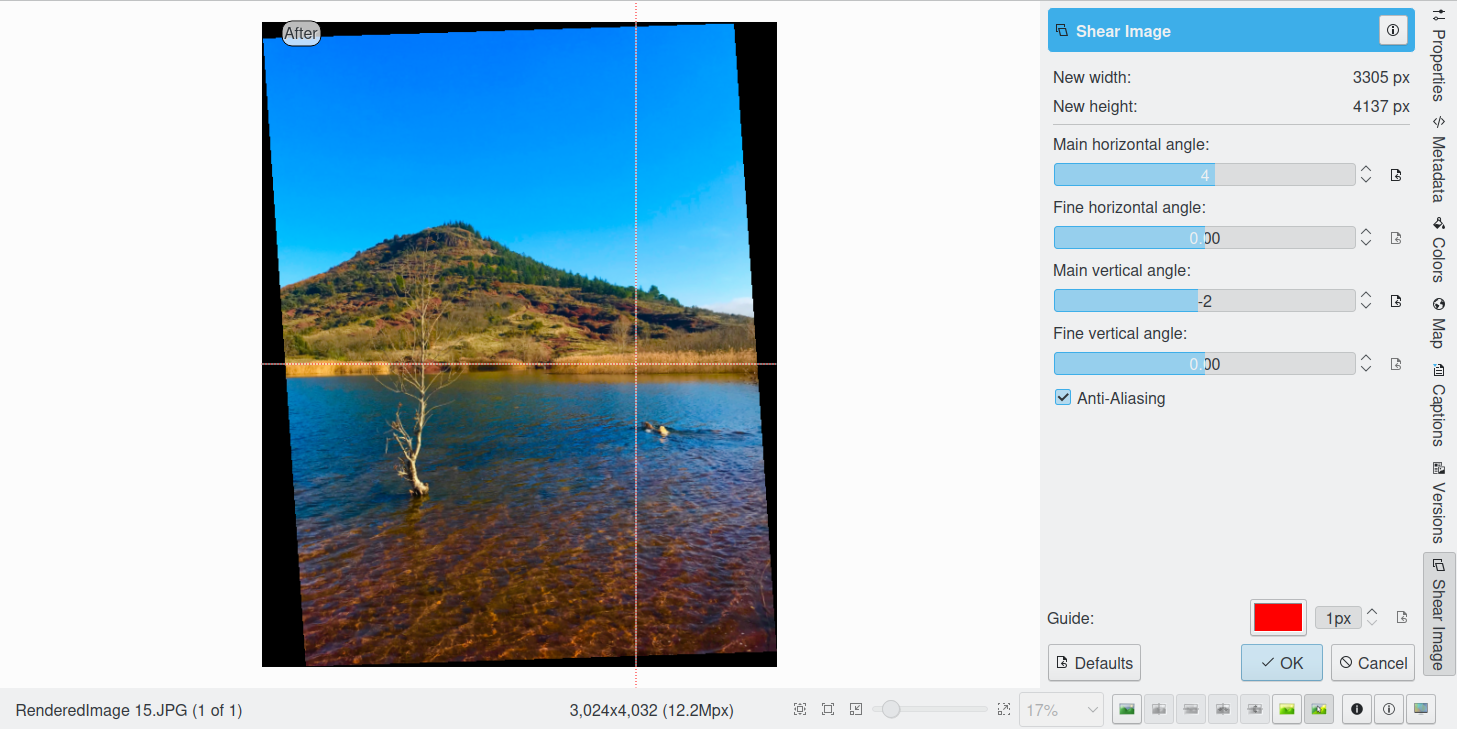 After
Shear Image
New width: 3305 px
New height: 4137 px
Main horizontal angle:
4
Fine horizontal angle:
0.00
Main vertical angle:
-2
Fine vertical angle:
0.00
Anti-Aliasing
Guide: 1px
Defaults OK Cancel
Properties
Metadata
Colors
Map
Captions
Versions
Shear Image
RenderedImage 15.JPG (1 of 1) 3,024x4,032 (12.2Mpx) 17%